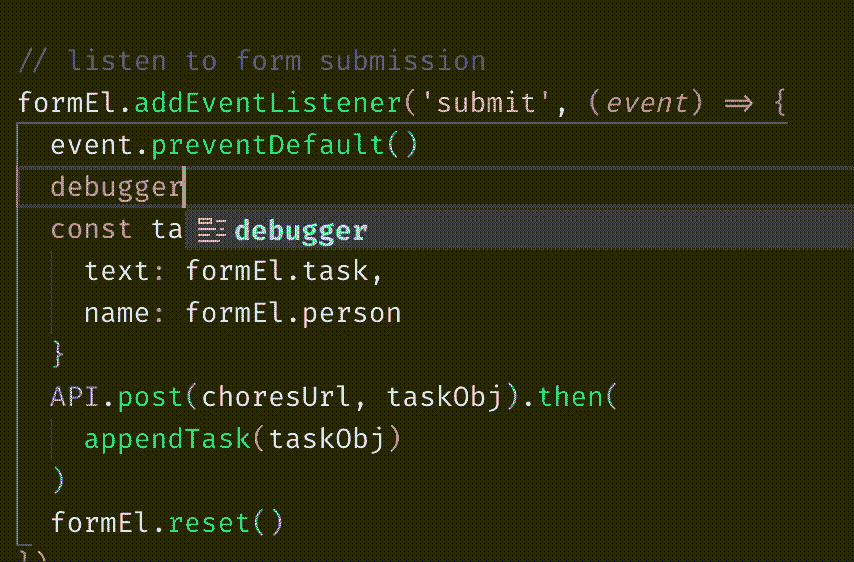 // listen to form submission
formEl.addEventListener('submit', (event) => {
event.preventDefault()
debugger
const ta
debugger
text: formEl.task,
name: formEl.person
}
API.post(choresUrl, taskObj).then(
appendTask(taskObj)
)
formEl.reset()
})